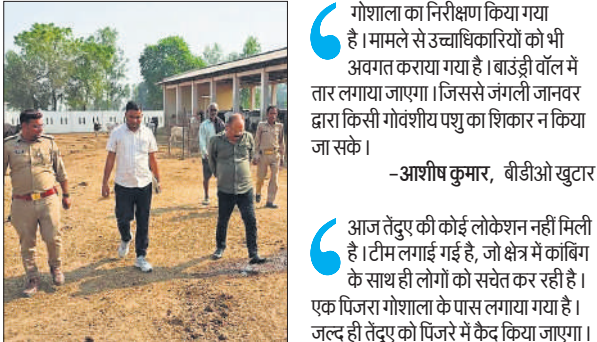 गोशाला का निरीक्षण किया गया
है। मामले से उच्चाधिकारियों को भी
अवगत कराया गया है। बाउंड्री वॉल में
तार लगाया जाएगा। जिससे जंगली जानवर
द्वारा किसी गोवंशीय पशु का शिकार न किया
जा सके।
-आशीष कुमार, बीडीओ खुटार
आज तेंदुए की कोई लोकेशन नहीं मिली
है। टीम लगाई गई है, जो क्षेत्र में कांबिंग
के साथ ही लोगों को सचेत कर रही है।
एक पिजरा गोशाला के पास लगाया गया है।
जल्द ही तेंदुए को पिंजरे में कैद किया जाएगा।